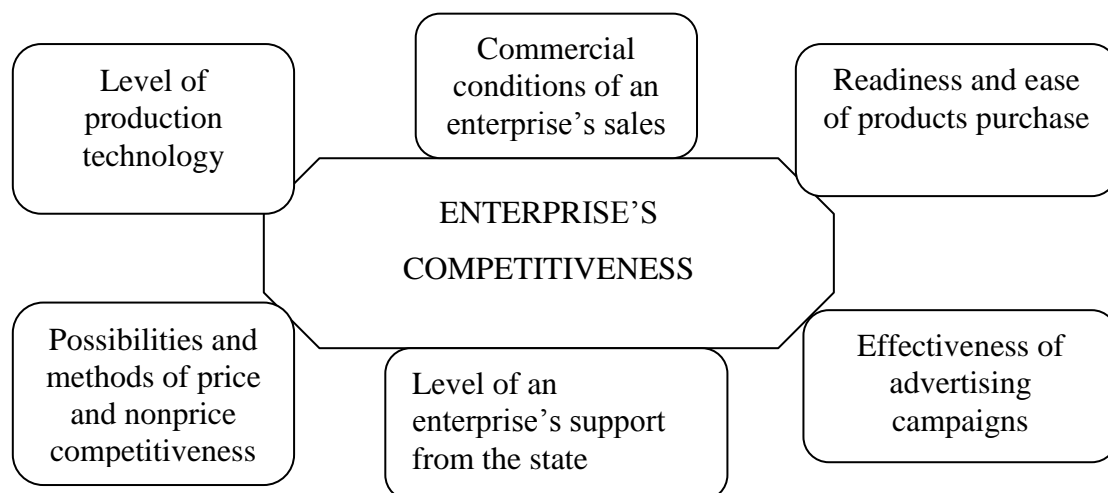 Level of
production
technology
Commercial
conditions of an
enterprise’s sales
Readiness and ease
of products purchase
ENTERPRISE’S
COMPETITIVENESS
Possibilities and
methods of price
and nonprice
competitiveness
Level of an
enterprise’s support
from the state
Effectiveness of
advertising
campaigns